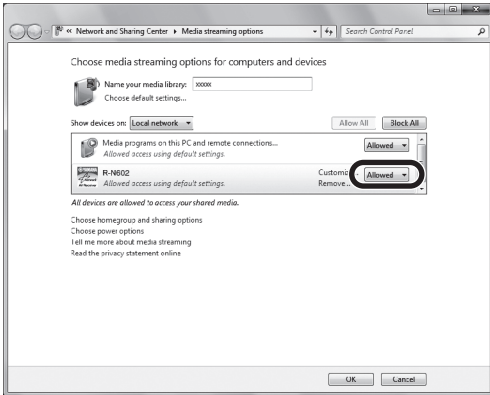 « Network and Sharing Center ▸ Media streaming options
Search Control Panel
Choose media streaming options for computers and devices
Name your media library: xxxxx
Choose default settings...
Show devices on: Local network
Allow All
Block All
Media programs on this PC and remote connections...
Allowed access using default settings.
Allowed
R-N602
Allowed access using default settings.
Customize...
Remove...
Allowed
All devices are allowed to access your shared media.
Choose homegroup and sharing options
Choose power options
Tell me more about media streaming
Read the privacy statement online
OK
Cancel